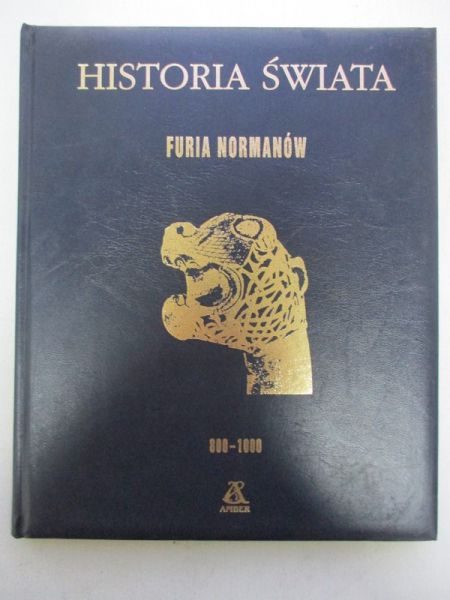 HISTORIA ŚWIATA
FURIA NORMANÓW
800-1000
AMBER